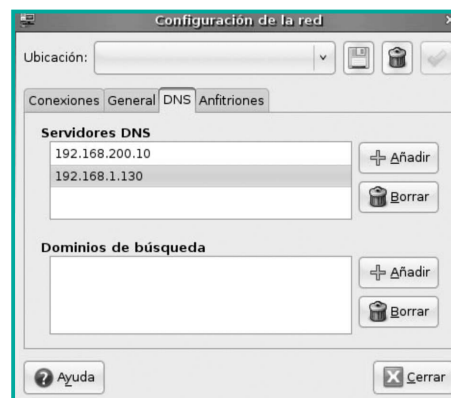 Configuración de la red
Ubicación:
Conexiones General DNS Anfitriones
Servidores DNS
192.168.200.10
192.168.1.130
Añadir
Borrar
Dominios de búsqueda
Añadir
Borrar
Ayuda
Cerrar